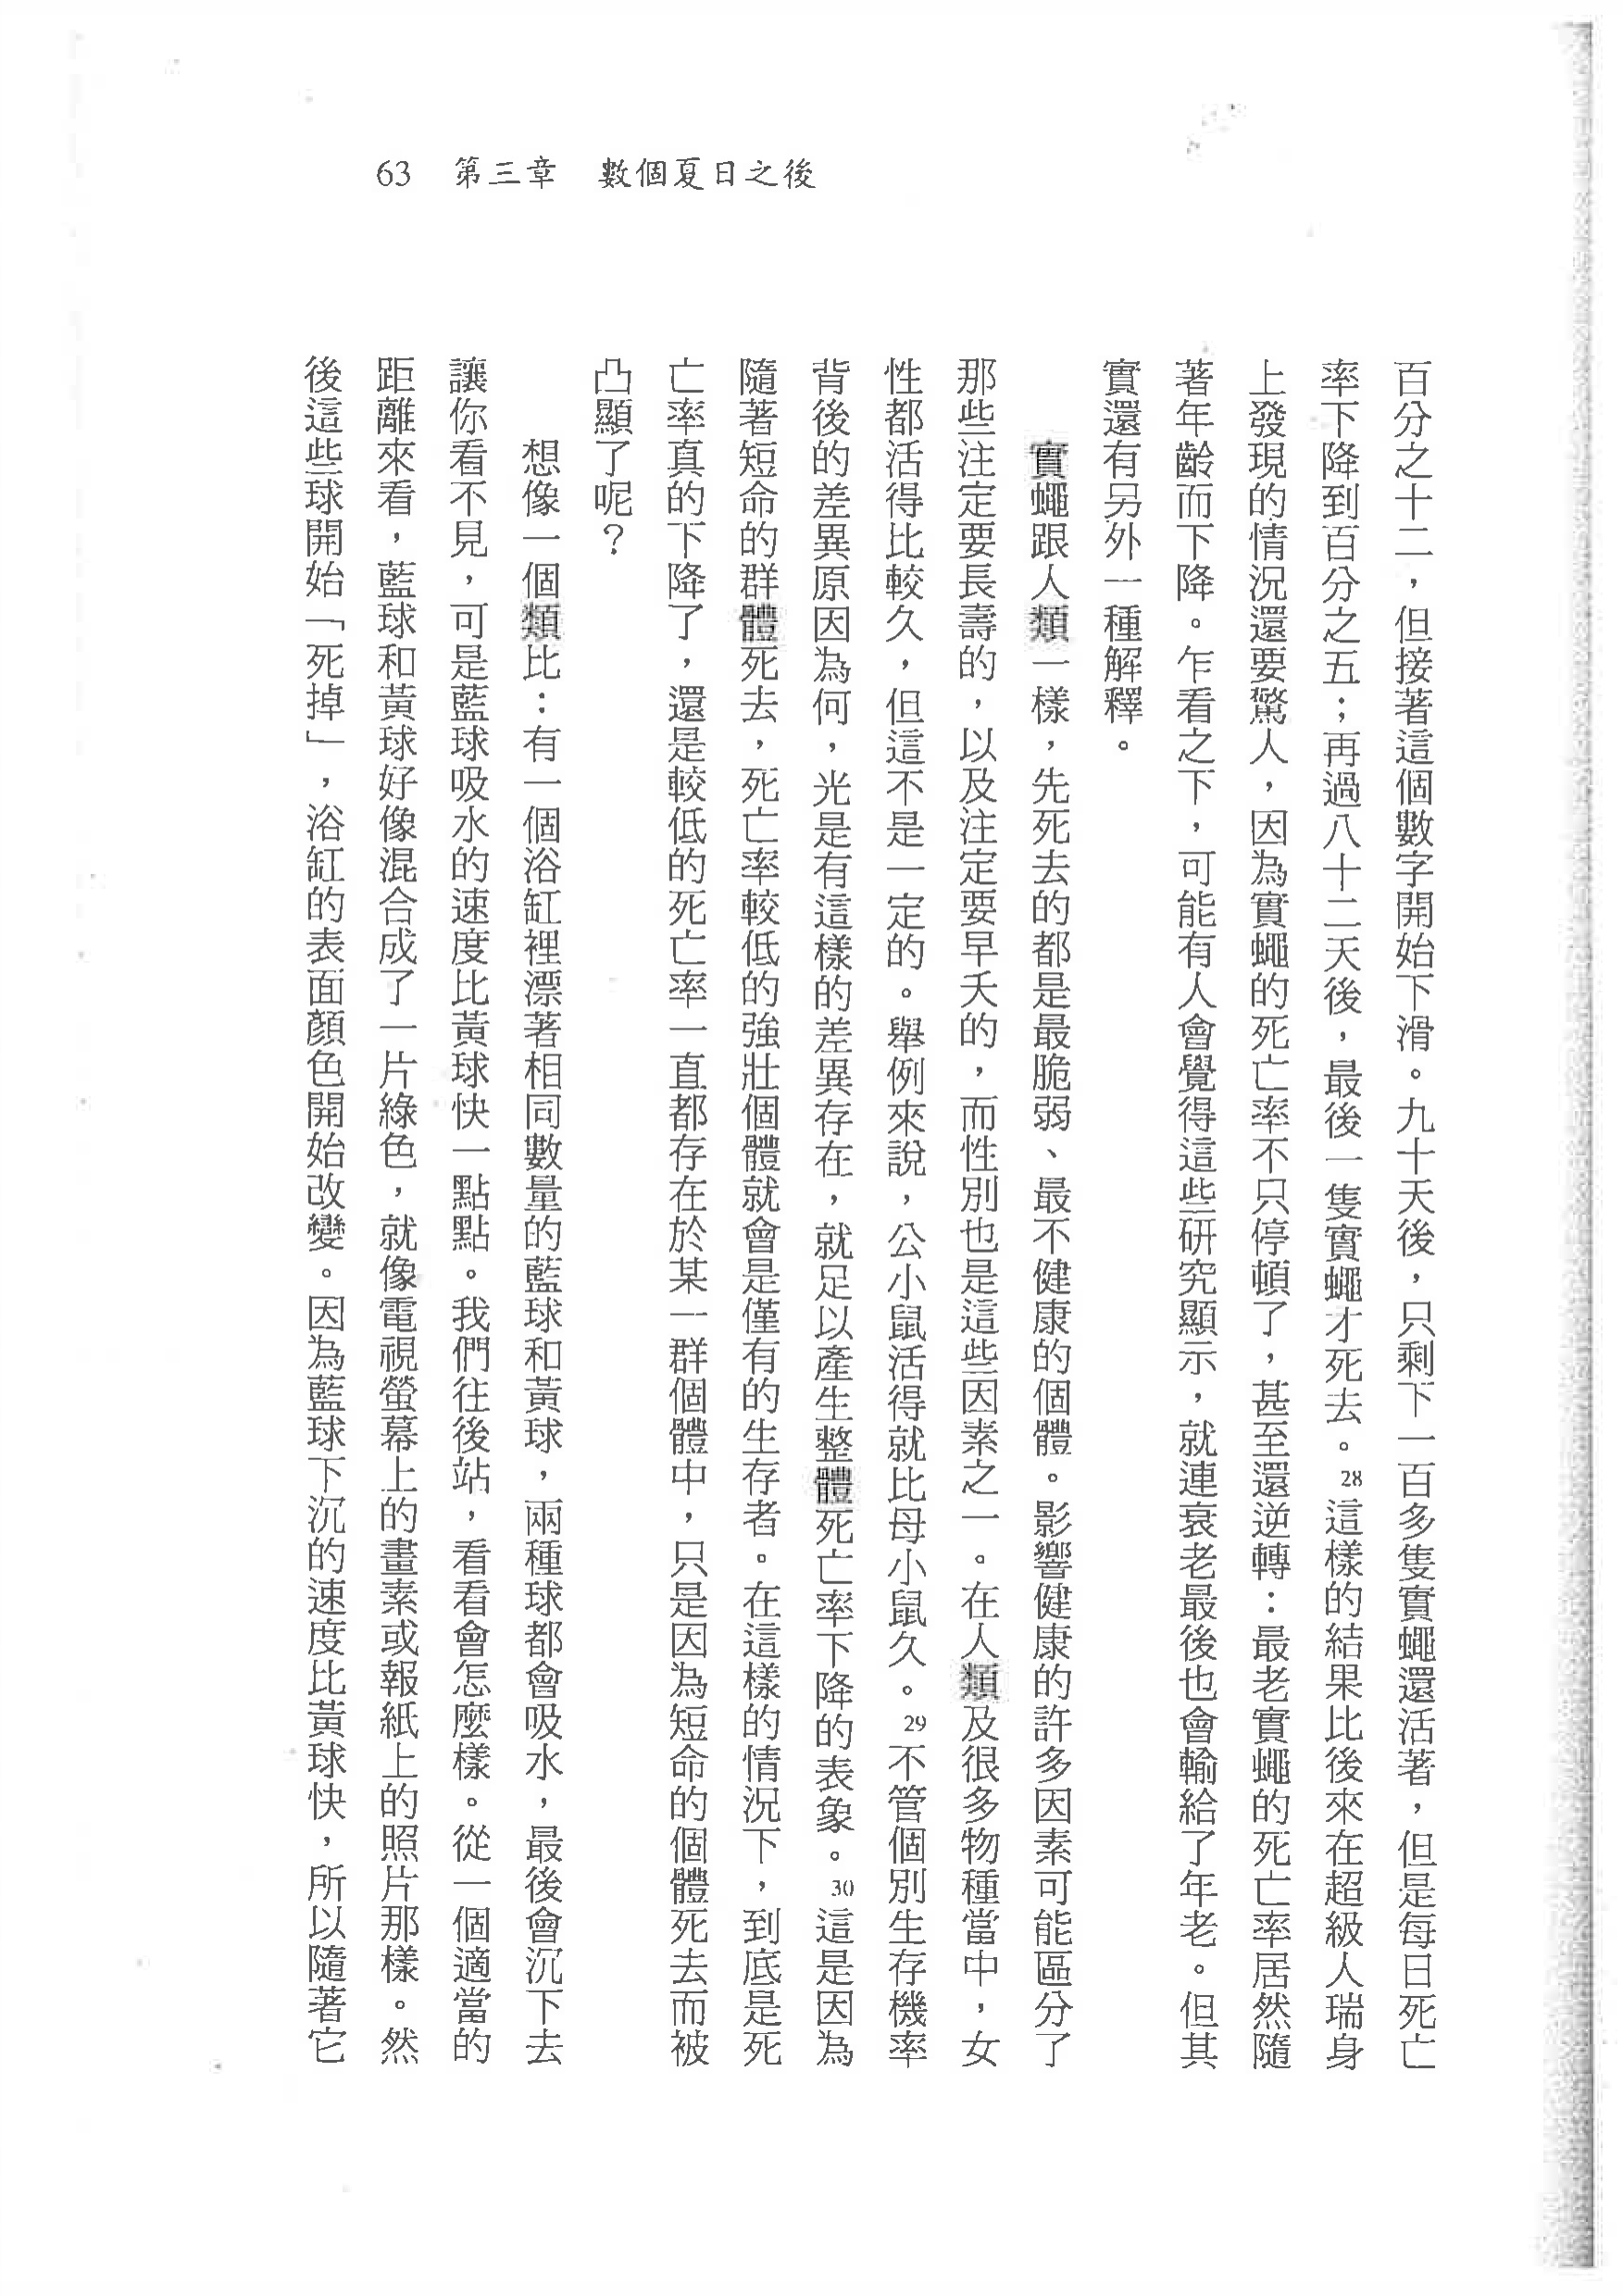 63 第三章 數個夏日之後
百分之十二，但接著這個數字開始下滑。九十天後，只剩下一百多隻實蠅還活著，但是每日死亡
率下降到百分之五；再過八十二天後，最後一隻實蠅才死去。28這樣的結果比後來在超級人瑞身
上發現的情況還要驚人，因為實蠅的死亡率不只停頓了，甚至還逆轉：最老實蠅的死亡率居然隨
著年齡而下降。乍看之下，可能有人會覺得這些研究顯示，就連衰老最後也會輸給了年老。但其
實還有另外一種解釋。
實蠅跟人類一樣，先死去的都是最脆弱、最不健康的個體。影響健康的許多因素可能區分了
那些注定要長壽的，以及注定要早夭的，而性別也是這些因素之一。在人類及很多物種當中，女
性都活得比較久，但這不是一定的。舉例來說，公小鼠活得就比母小鼠久。29不管個別生存機率
背後的差異原因為何，光是有這樣的差異存在，就足以產生整體死亡率下降的表象。30這是因為
隨著短命的群體死去，死亡率較低的強壯個體就會是僅有的生存者。在這樣的情況下，到底是死
亡率真的下降了，還是較低的死亡率一直都存在於某一群個體中，只是因為短命的個體死去而被
凸顯了呢？
想像一個類比：有一個浴缸裡漂著相同數量的藍球和黃球，兩種球都會吸水，最後會沉下去
讓你看不見，可是藍球吸水的速度比黃球快一點點。我們往後站，看看會怎麼樣。從一個適當的
距離來看，藍球和黃球好像混合成了一片綠色，就像電視螢幕上的畫素或報紙上的照片那樣。然
後這些球開始「死掉」，浴缸的表面顏色開始改變。因為藍球下沉的速度比黃球快，所以隨著它